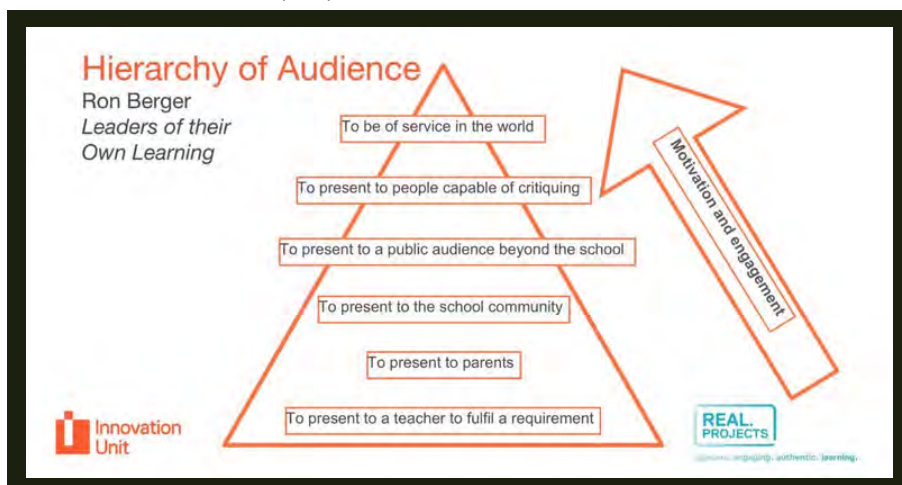 Hierarchy of Audience
Ron Berger
Leaders of their
Own Learning
To be of service in the world
To present to people capable of critiquing
To present to a public audience beyond the school
To present to the school community
To present to parents
To present to a teacher to fulfil a requirement
Motivation and engagement
Innovation
Unit
REAL.
PROJECTS
engaging. authentic. learning.